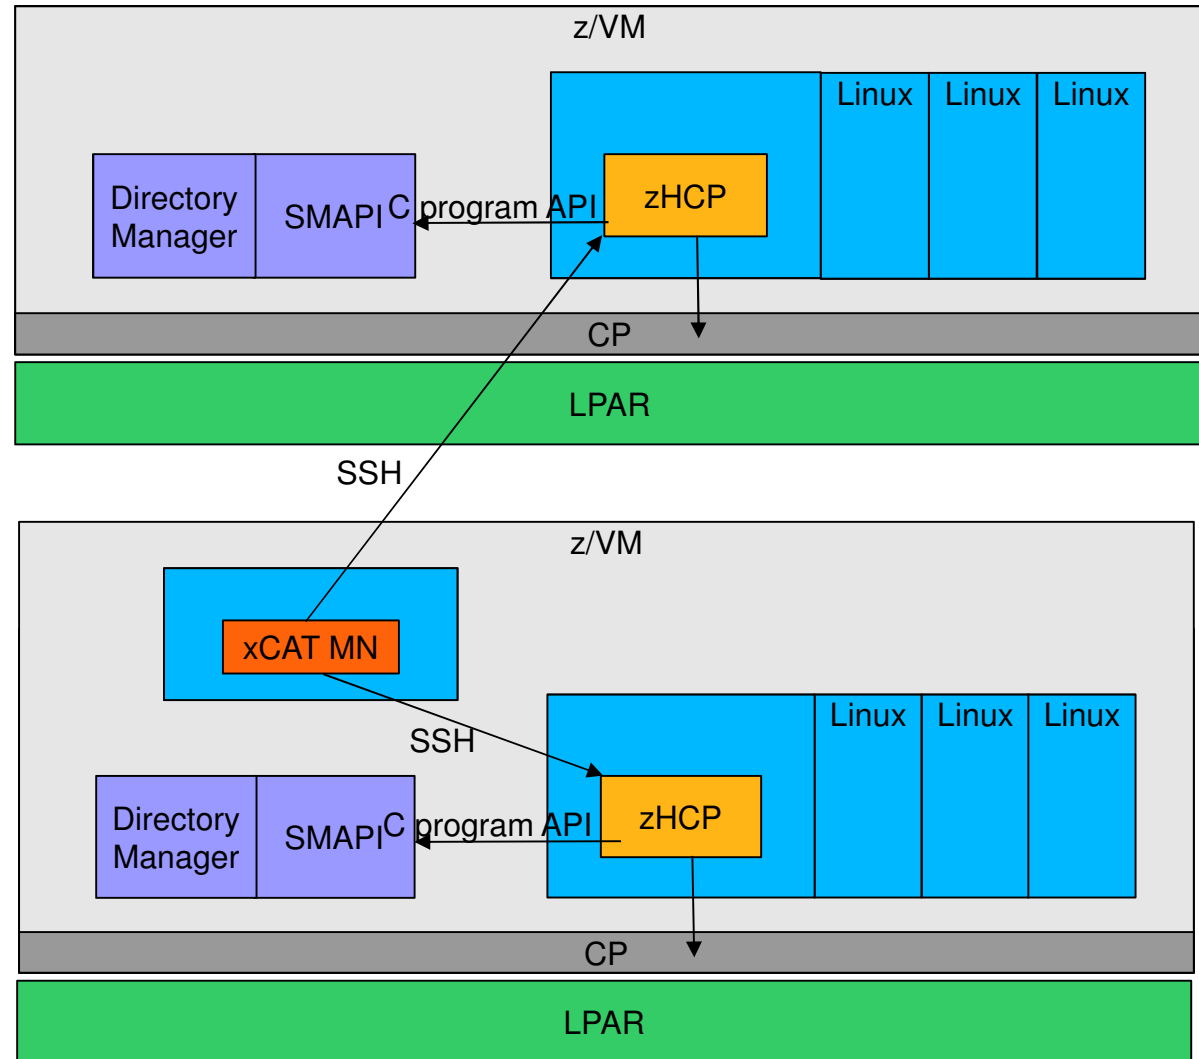 z/VM
Linux
Linux
Linux
Directory
Manager
SMAPI
C program API
zHCP
CP
LPAR
SSH
z/VM
xCAT MN
SSH
Linux
Linux
Linux
Directory
Manager
SMAPI
C program API
zHCP
CP
LPAR